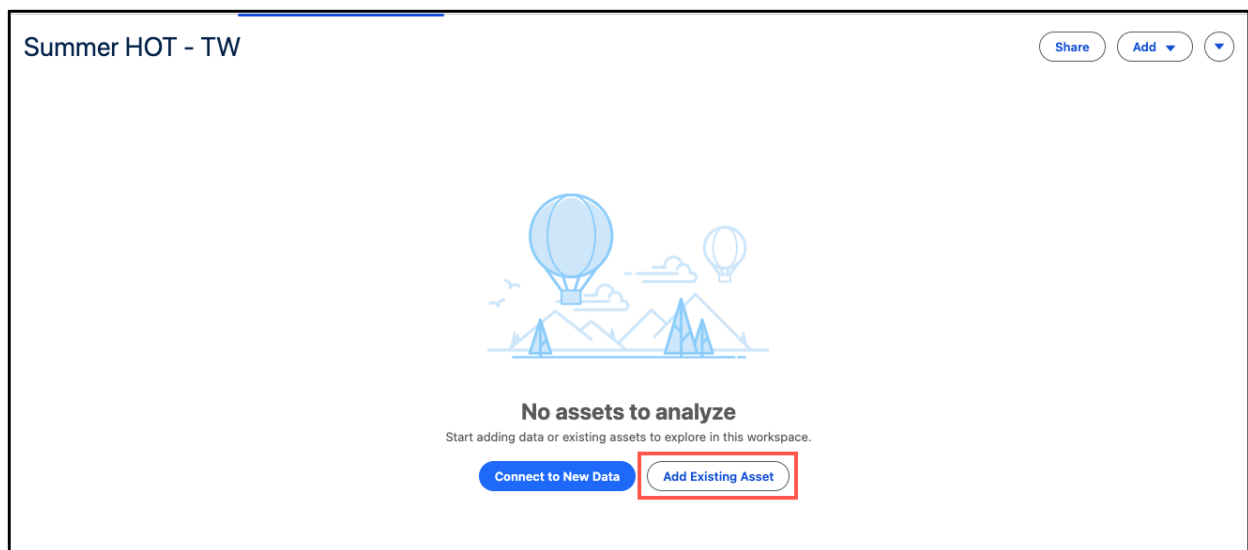 Summer HOT - TW
Share
Add
No assets to analyze
Start adding data or existing assets to explore in this workspace.
Connect to New Data
Add Existing Asset